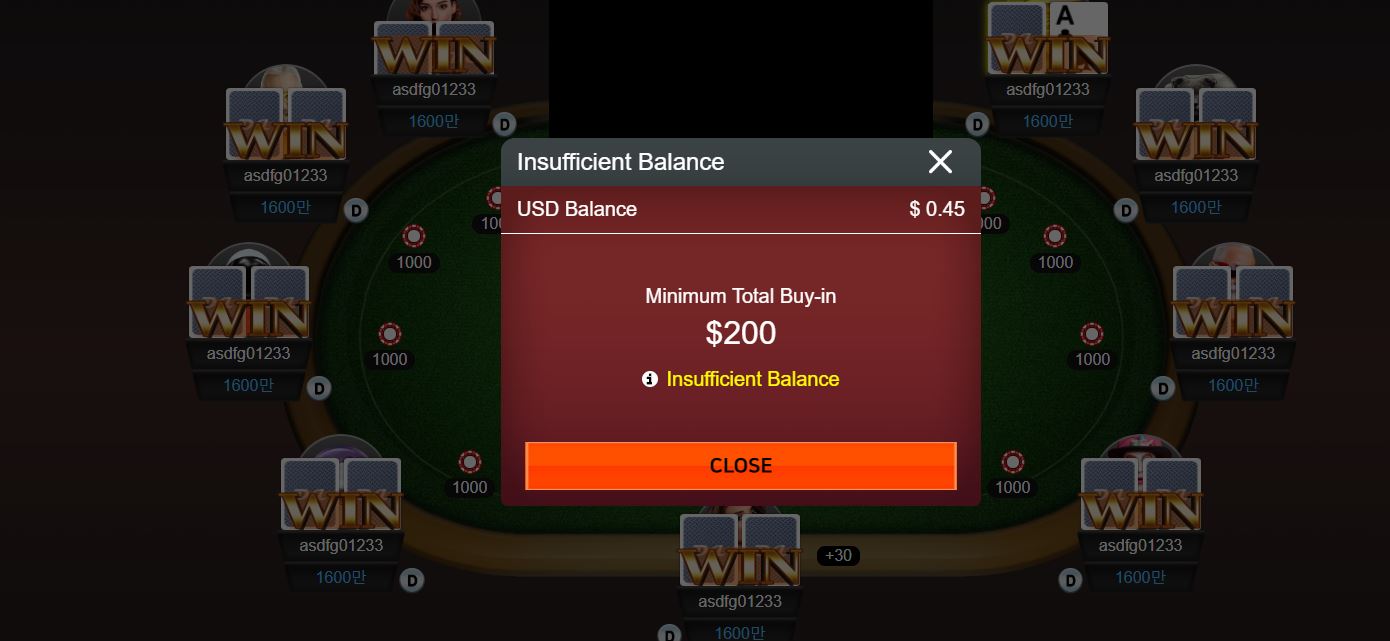 A
WIN
WIN
asdfg01233
asdfg01233
1600만
D
D
1600만
WIN
WIN
asdfg01233
asdfg01233
1600만
D
D
1600만
Insufficient Balance
USD Balance
$ 0.45
1000
1000
WIN
WIN
asdfg01233
asdfg01233
1600만
D
D
1600만
1000
1000
Minimum Total Buy-in
$200
Insufficient Balance
CLOSE
1000
1000
WIN
WIN
asdfg01233
asdfg01233
1600만
D
D
1600만
WIN
+30
asdfg01233
D
1600만